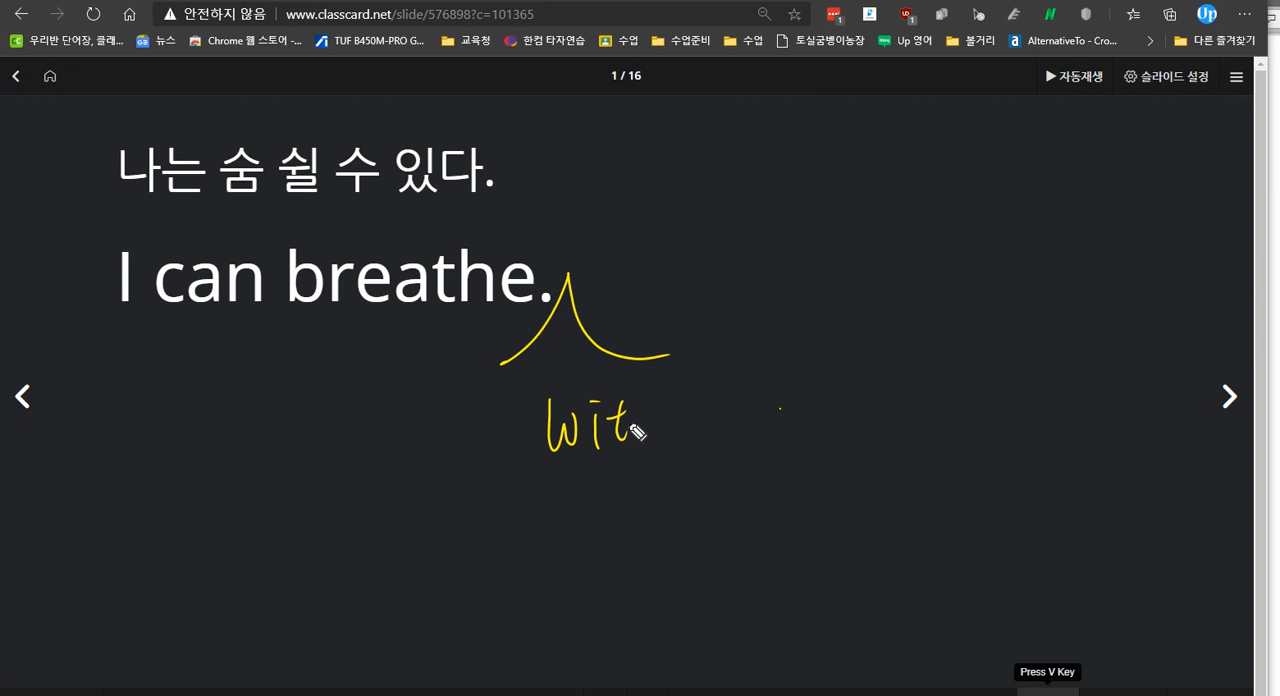 안전하지 않음 www.classcard.net/slide/576898?c=101365
우리반 단어장, 클래... 뉴스 Chrome 웹 스토어 -... TUF B450M-PRO G... 교육청 한컴 타자연습 수업 수업준비 수업 토실굼벵이농장 Up 영어 볼거리 AlternativeTo - Cro... 다른 즐겨찾기
1 / 16 자동재생 슬라이드 설정
나는 숨 쉴 수 있다.
I can breathe.
wit
Press V Key